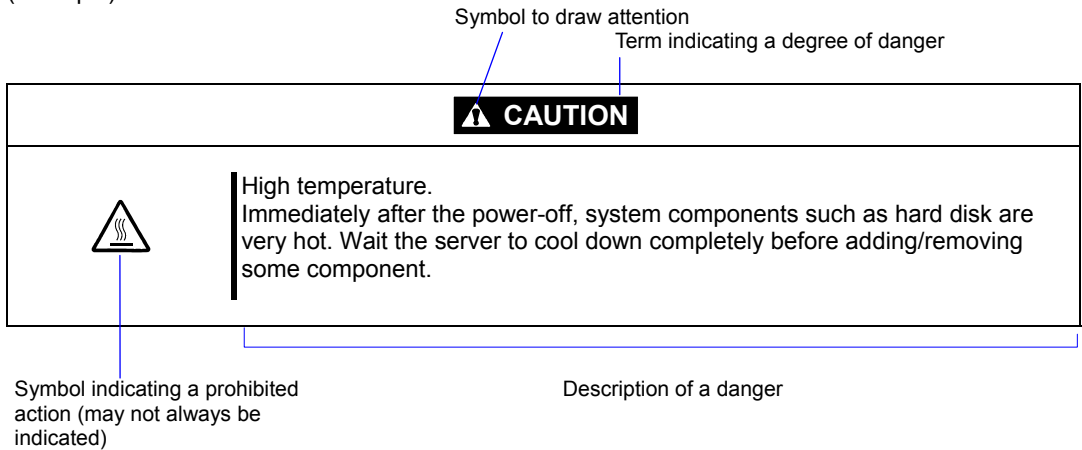 Symbol to draw attention
Term indicating a degree of danger
CAUTION
High temperature.
Immediately after the power-off, system components such as hard disk are
very hot. Wait the server to cool down completely before adding/removing
some component.
Symbol indicating a prohibited
action (may not always be
indicated)
Description of a danger